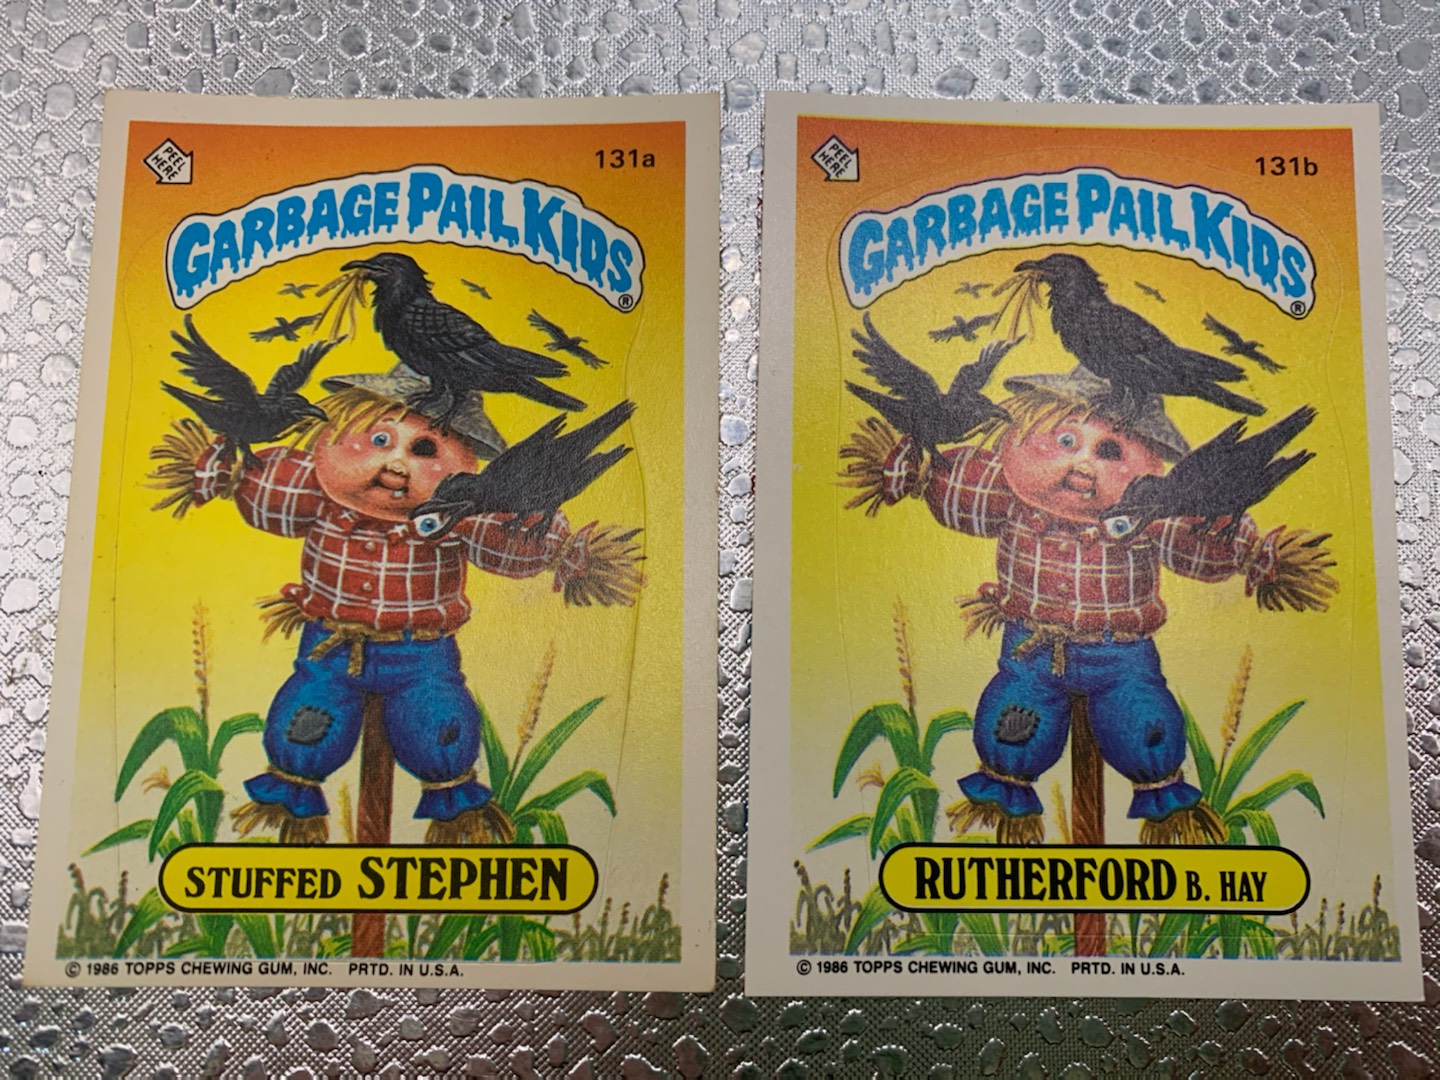 PEEL HERE
131a
GARBAGE PAIL KIDS®
STUFFED STEPHEN
© 1986 TOPPS CHEWING GUM, INC. PRTD. IN U.S.A.
PEEL HERE
131b
GARBAGE PAIL KIDS®
RUTHERFORD B. HAY
© 1986 TOPPS CHEWING GUM, INC. PRTD. IN U.S.A.